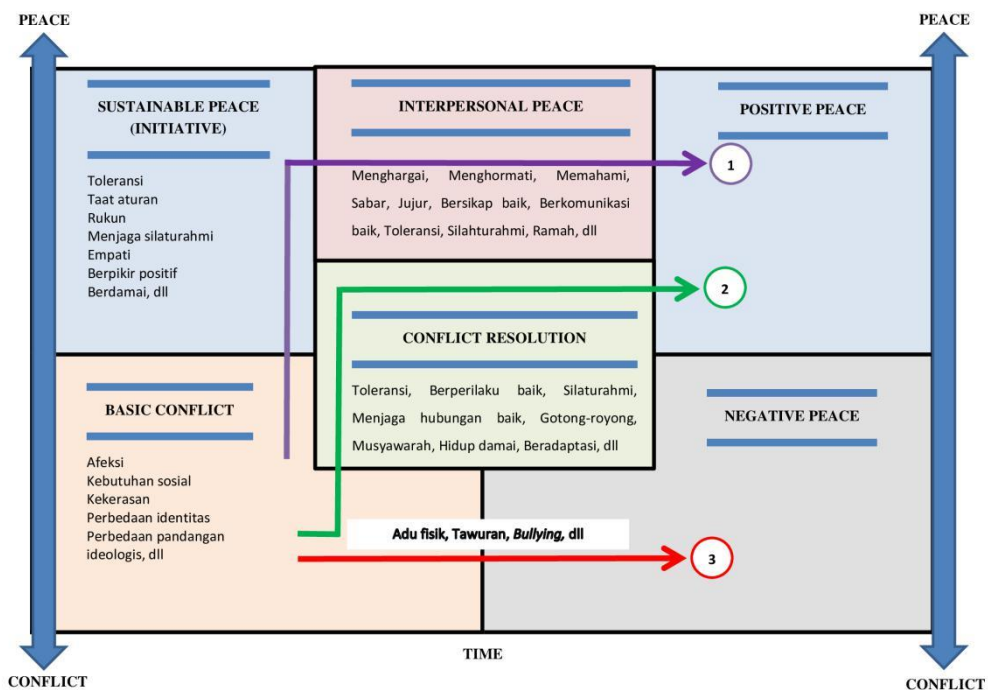 PEACE
PEACE
SUSTAINABLE PEACE
(INITIATIVE)
Toleransi
Taat aturan
Rukun
Menjaga silaturahmi
Empati
Berpikir positif
Berdamai, dll
INTERPERSONAL PEACE
Menghargai, Menghormati, Memahami,
Sabar, Jujur, Bersikap baik, Berkomunikasi
baik, Toleransi, Silahturahmi, Ramah, dll
POSITIVE PEACE
1
2
CONFLICT RESOLUTION
Toleransi, Berperilaku baik, Silaturahmi,
Menjaga hubungan baik, Gotong-royong,
Musyawarah, Hidup damai, Beradaptasi, dll
BASIC CONFLICT
Afeksi
Kebutuhan sosial
Kekerasan
Perbedaan identitas
Perbedaan pandangan
ideologis, dll
NEGATIVE PEACE
Adu fisik, Tawuran, Bullying, dll
3
TIME
CONFLICT
CONFLICT